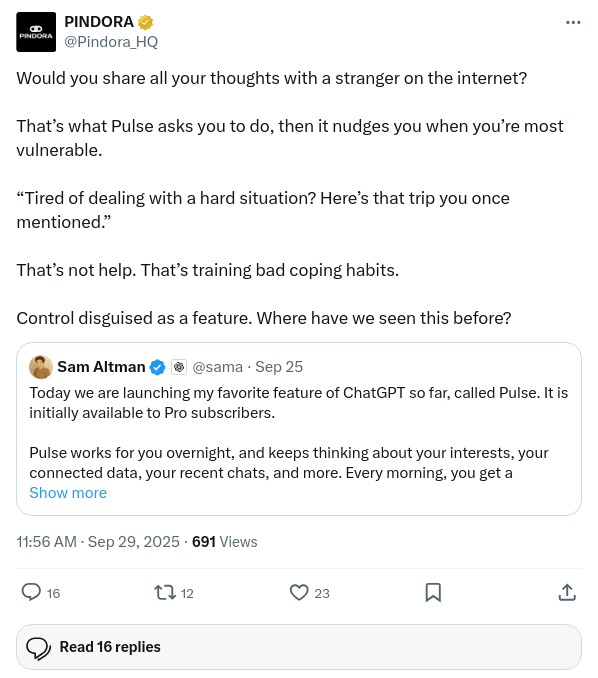 PINDORA
PINDORA
@Pindora_HQ
Would you share all your thoughts with a stranger on the internet?
That's what Pulse asks you to do, then it nudges you when you're most
vulnerable.
“Tired of dealing with a hard situation? Here's that trip you once
mentioned.”
That's not help. That's training bad coping habits.
Control disguised as a feature. Where have we seen this before?
Sam Altman @sama · Sep 25
Today we are launching my favorite feature of ChatGPT so far, called Pulse. It is
initially available to Pro subscribers.
Pulse works for you overnight, and keeps thinking about your interests, your
connected data, your recent chats, and more. Every morning, you get a
Show more
11:56 AM · Sep 29, 2025 · 691 Views
16 12 23
Read 16 replies